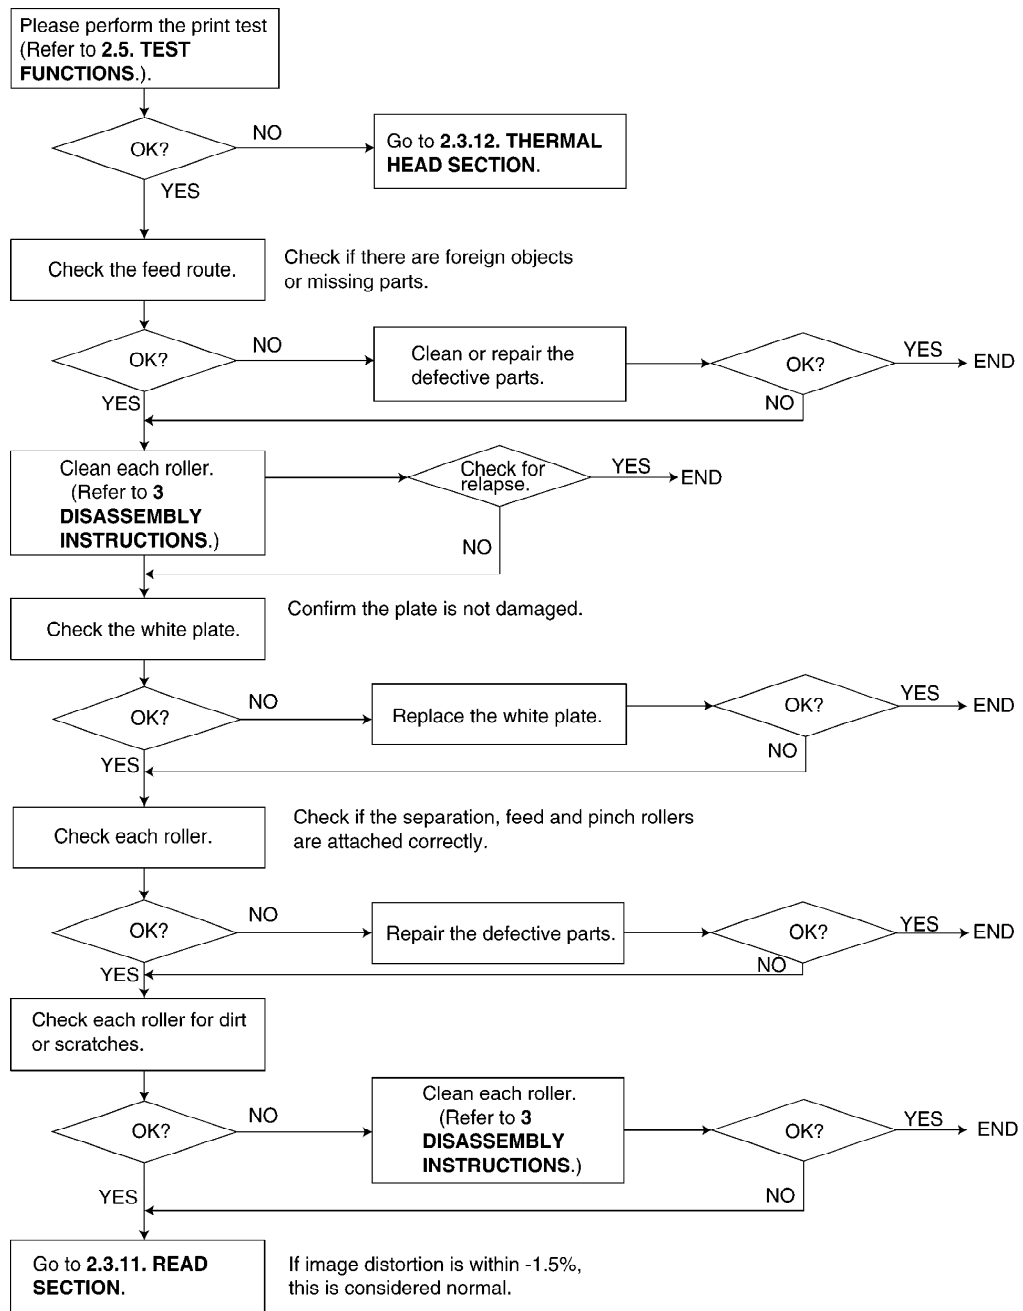 Please perform the print test
(Refer to 2.5. TEST
FUNCTIONS.).
OK?
NO
Go to 2.3.12. THERMAL
HEAD SECTION.
YES
Check the feed route.
Check if there are foreign objects
or missing parts.
OK?
NO
Clean or repair the
defective parts.
OK?
YES
END
YES
NO
Clean each roller.
(Refer to 3
DISASSEMBLY
INSTRUCTIONS.)
Check for
relapse.
YES
END
NO
Check the white plate.
Confirm the plate is not damaged.
OK?
NO
Replace the white plate.
OK?
YES
END
YES
NO
Check each roller.
Check if the separation, feed and pinch rollers
are attached correctly.
OK?
NO
Repair the defective parts.
OK?
YES
END
YES
NO
Check each roller for dirt
or scratches.
OK?
NO
Clean each roller.
(Refer to 3
DISASSEMBLY
INSTRUCTIONS.)
OK?
YES
END
YES
NO
Go to 2.3.11. READ
SECTION.
If image distortion is within -1.5%,
this is considered normal.